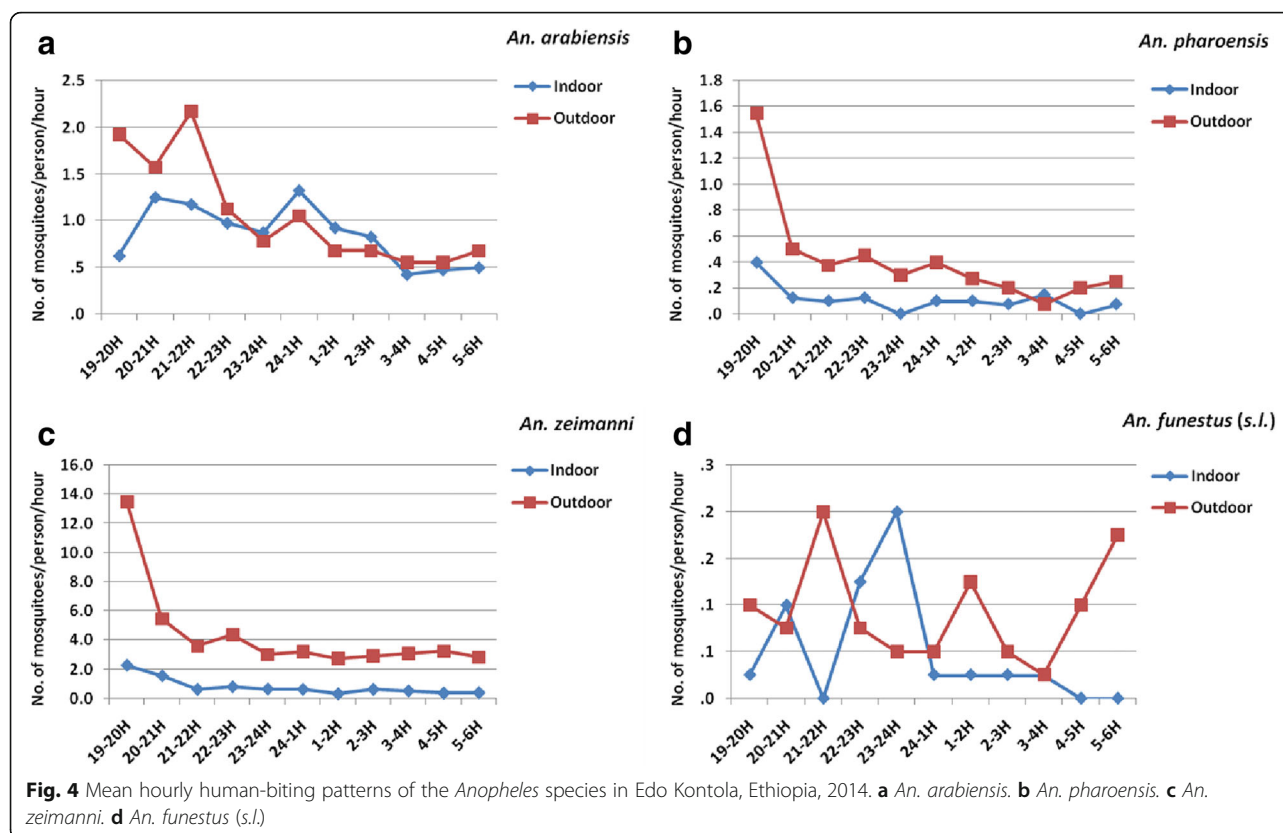 a
An. arabiensis
No. of mosquitoes/person/hour
2.5
2.0
1.5
1.0
.5
.0
19-20H
20-21H
21-22H
22-23H
23-24H
24-1H
1-2H
2-3H
3-4H
4-5H
5-6H
Indoor
Outdoor
b
An. pharoensis
No. of mosquitoes/person/hour
1.8
1.6
1.4
1.2
1.0
.8
.6
.4
.2
.0
19-20H
20-21H
21-22H
22-23H
23-24H
24-1H
1-2H
2-3H
3-4H
4-5H
5-6H
Indoor
Outdoor
c
An. zeimanni
No. of mosquitoes/person/hour
16.0
14.0
12.0
10.0
8.0
6.0
4.0
2.0
0.0
19-20H
20-21H
21-22H
22-23H
23-24H
24-1H
1-2H
2-3H
3-4H
4-5H
5-6H
Indoor
Outdoor
d
An. funestus (s.l.)
No. of mosquitoes/person/hour
.3
.2
.2
.1
.1
.0
19-20H
20-21H
21-22H
22-23H
23-24H
24-1H
1-2H
2-3H
3-4H
4-5H
5-6H
Indoor
Outdoor
Fig. 4 Mean hourly human-biting patterns of the Anopheles species in Edo Kontola, Ethiopia, 2014. a An. arabiensis. b An. pharoensis. c An.
zeimanni. d An. funestus (s.l.)